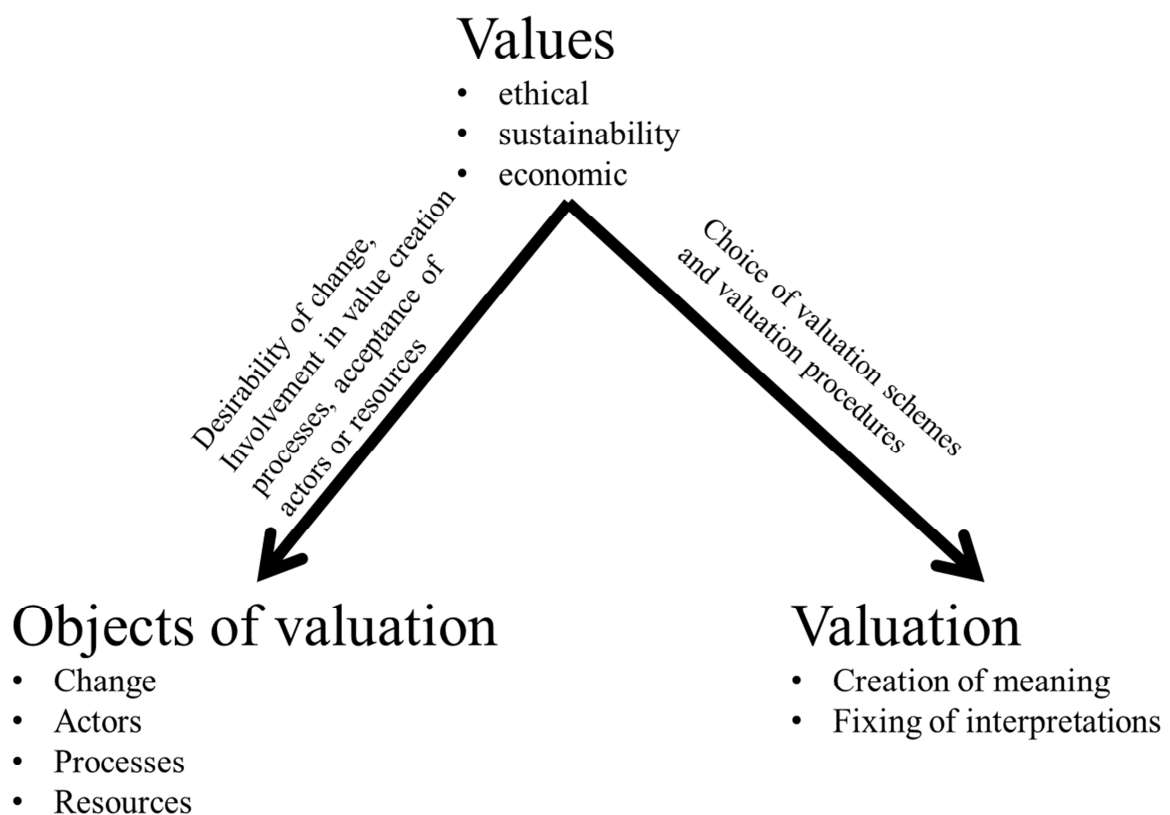 Values
• ethical
• sustainability
• economic
Desirability of change,
Involvement in value creation
processes, acceptance of
actors or resources
Choice of valuation schemes
and valuation procedures
Objects of valuation
• Change
• Actors
• Processes
• Resources
Valuation
• Creation of meaning
• Fixing of interpretations